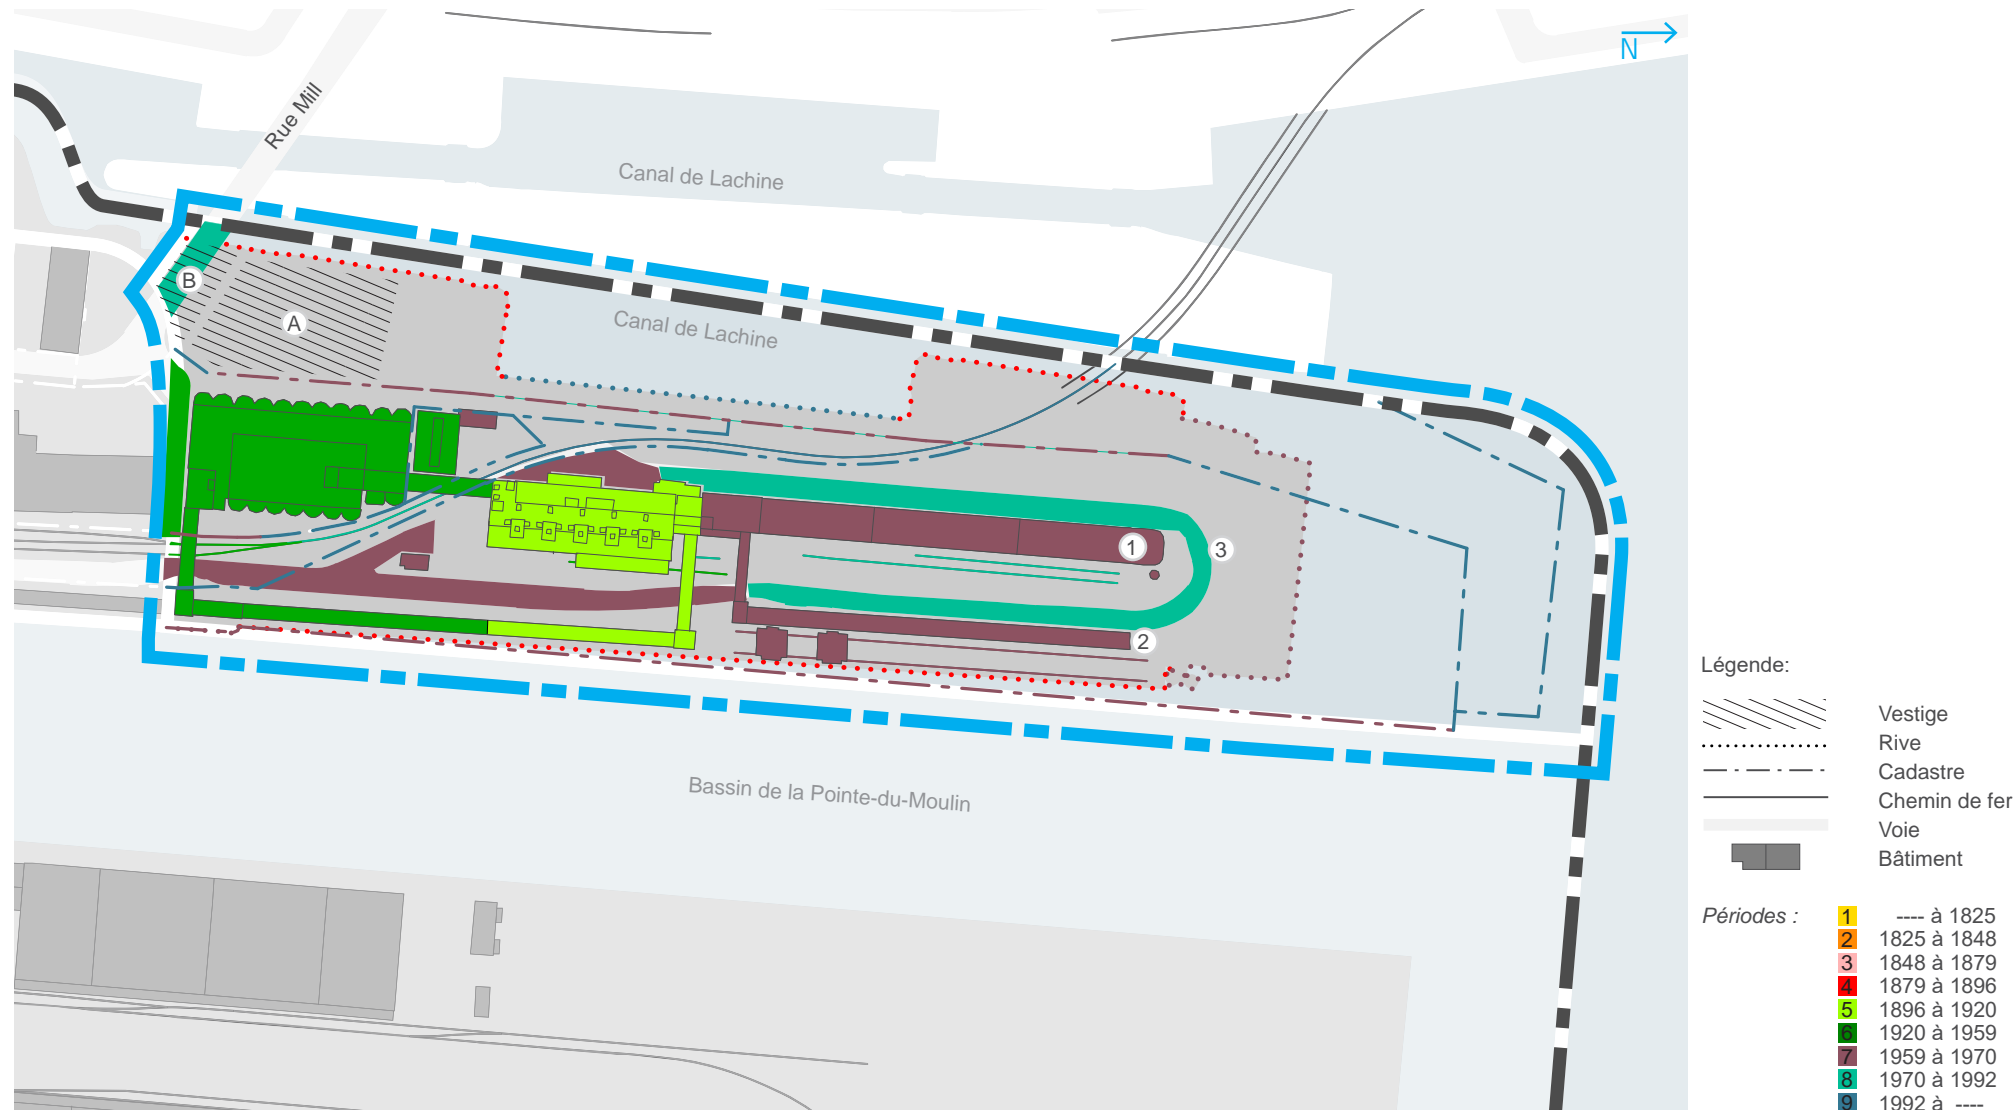 N
Rue Mill
Canal de Lachine
B
A
Canal de Lachine
1
3
2
Bassin de la Pointe-du-Moulin
Légende:
Vestige
Rive
Cadastre
Chemin de fer
Voie
Bâtiment
Périodes :
1 ---- à 1825
2 1825 à 1848
3 1848 à 1879
4 1879 à 1896
5 1896 à 1920
6 1920 à 1959
7 1959 à 1970
8 1970 à 1992
9 1992 à ----